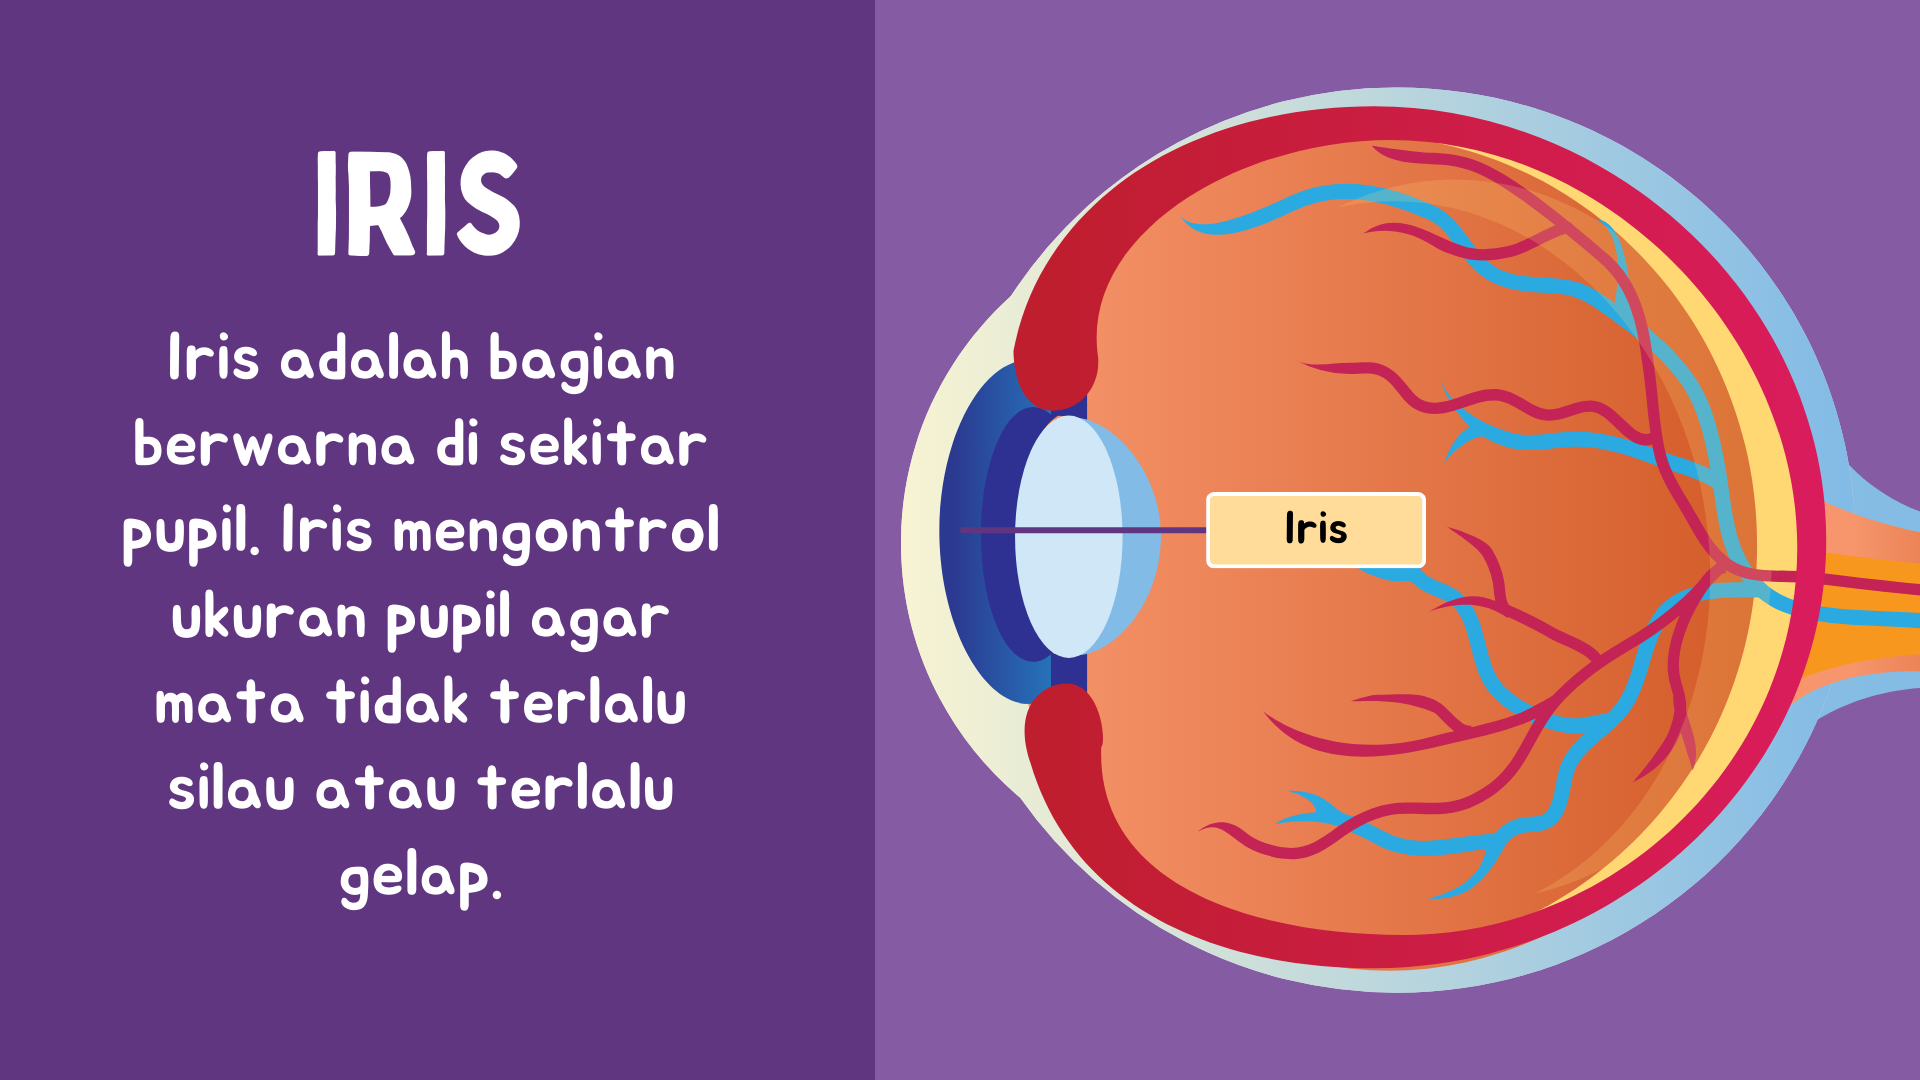 IRIS
Iris adalah bagian
berwarna di sekitar
pupil. Iris mengontrol
ukuran pupil agar
mata tidak terlalu
silau atau terlalu
gelap.
Iris